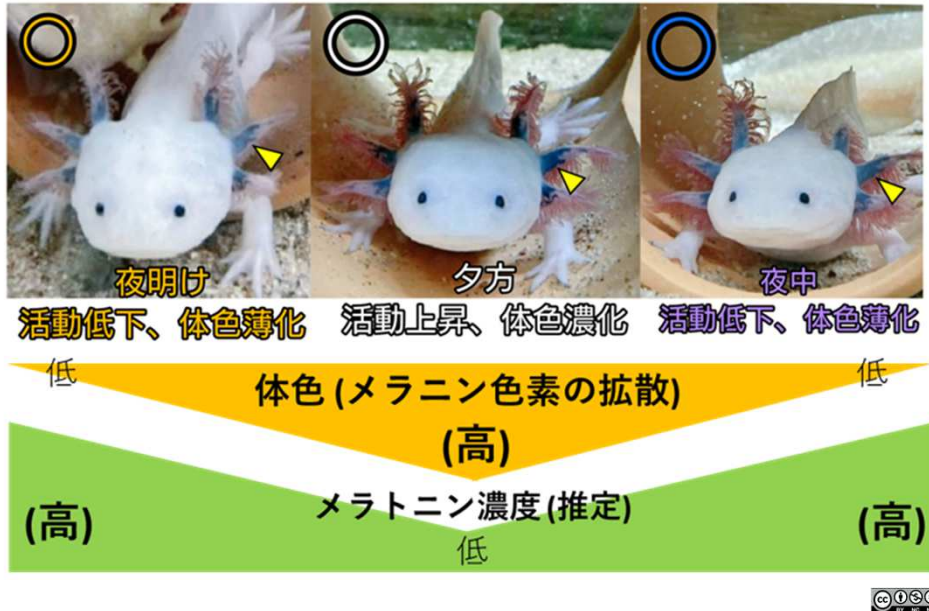 夜明け
活動低下、体色薄化
夕方
活動上昇、体色濃化
夜中
活動低下、体色薄化
低
低
体色 (メラニン色素の拡散)
(高)
メラトニン濃度 (推定)
(高)
(高)
低
cc